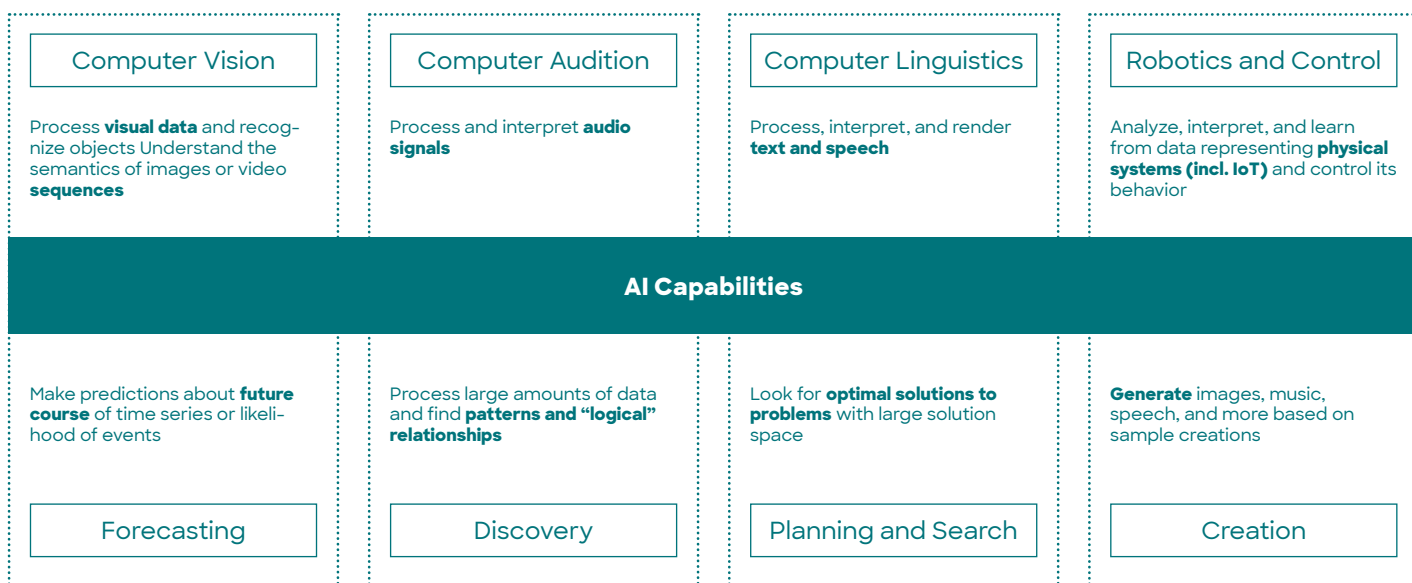 Computer Vision
Process visual data and recog-
nize objects Understand the
semantics of images or video
sequences
Computer Audition
Process and interpret audio
signals
Computer Linguistics
Process, interpret, and render
text and speech
Robotics and Control
Analyze, interpret, and learn
from data representing physical
systems (incl. IoT) and control its
behavior
AI Capabilities
Make predictions about future
course of time series or likeli-
hood of events
Forecasting
Process large amounts of data
and find patterns and “logical”
relationships
Discovery
Look for optimal solutions to
problems with large solution
space
Planning and Search
Generate images, music,
speech, and more based on
sample creations
Creation